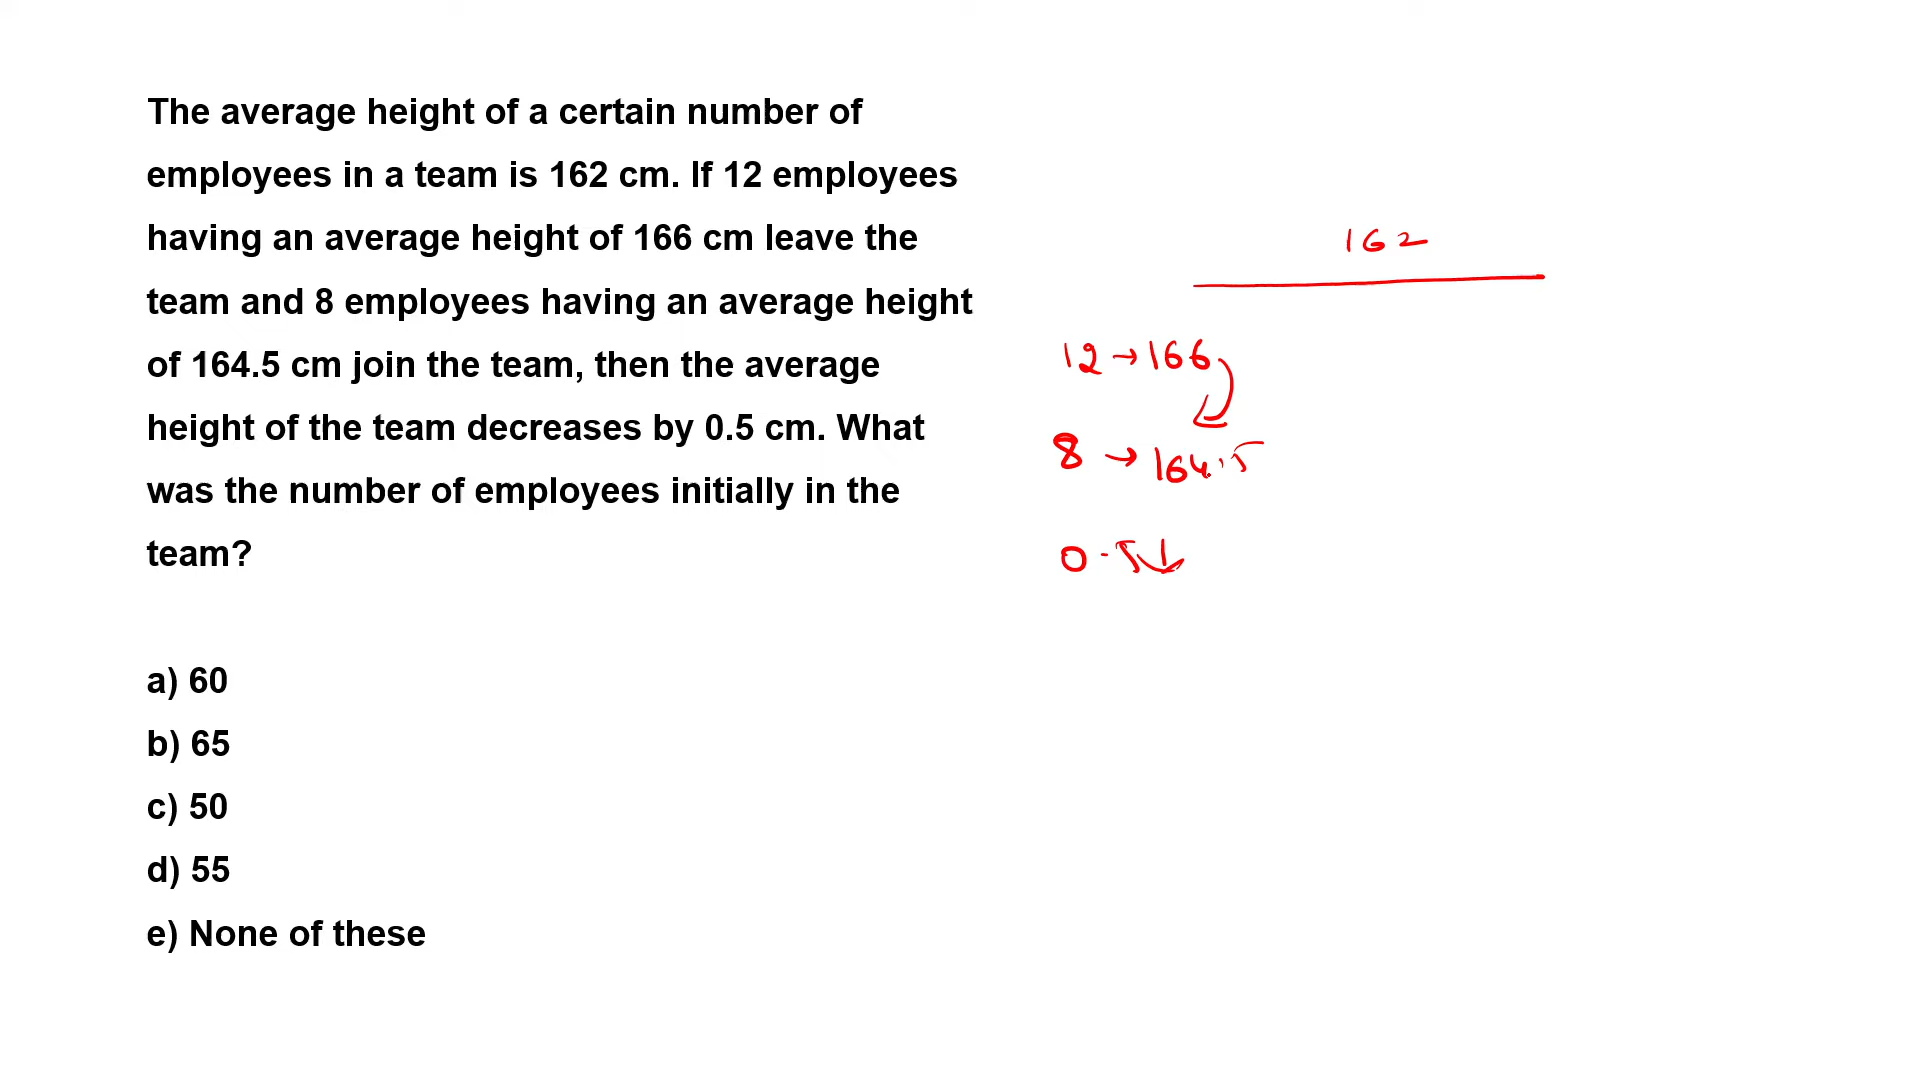 The average height of a certain number of
employees in a team is 162 cm. If 12 employees
having an average height of 166 cm leave the
team and 8 employees having an average height
of 164.5 cm join the team, then the average
height of the team decreases by 0.5 cm. What
was the number of employees initially in the
team?
a) 60
b) 65
c) 50
d) 55
e) None of these
162
12 → 166
8 → 164.5
0.5↓